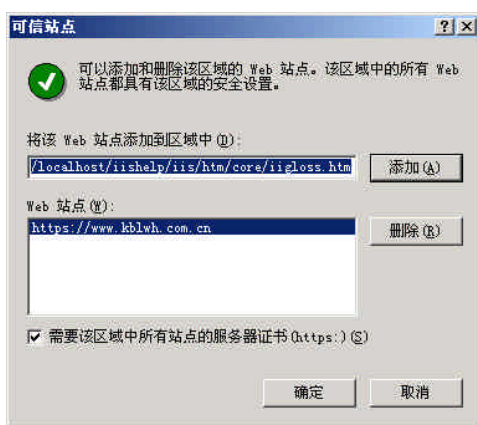 可信站点
可以添加和删除该区域的 Web 站点。该区域中的所有 Web
站点都具有该区域的安全设置。
将该 Web 站点添加到区域中(D):
/localhost/iishelp/iis/htm/core/iigloss.htm
添加(A)
Web 站点(W):
https://www.kblwh.com.cn
删除(R)
需要该区域中所有站点的服务器证书(https:)(S)
确定
取消